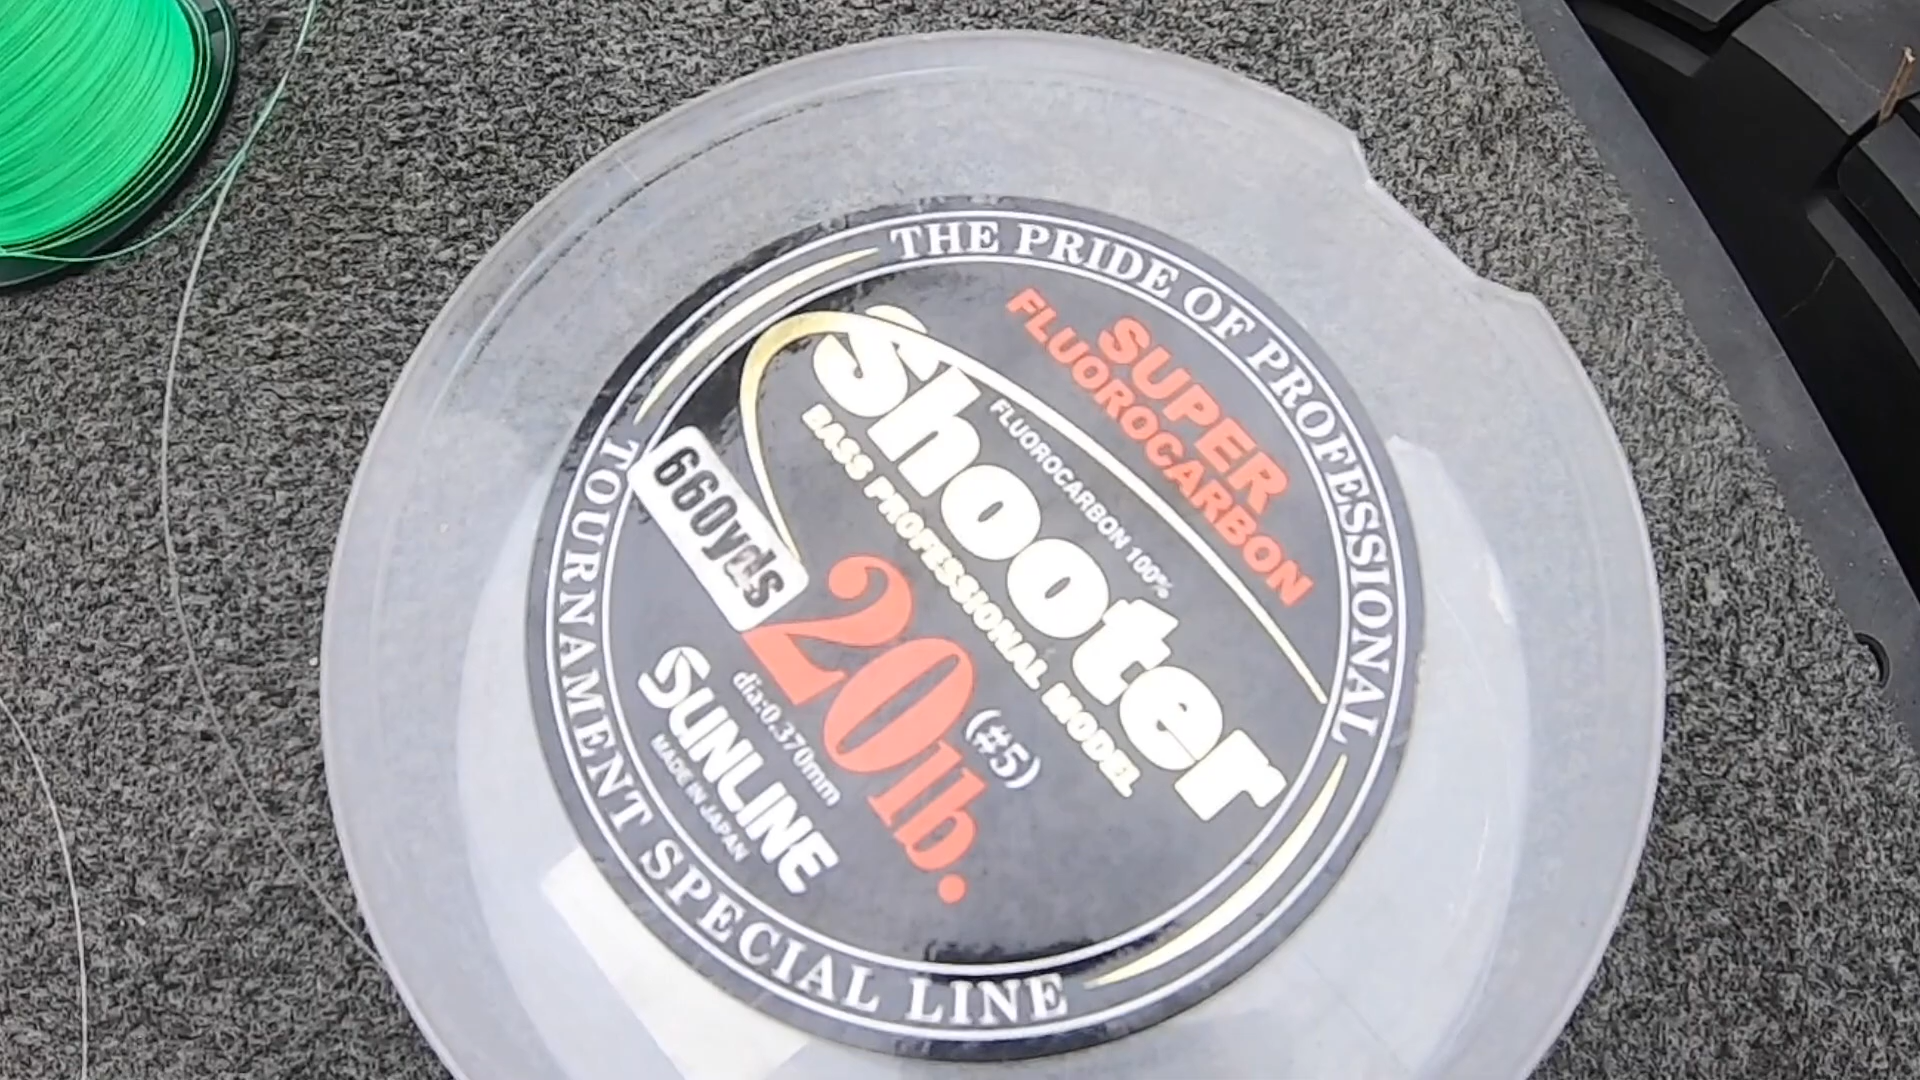 THE PRIDE OF PROFESSIONAL
SUPER
FLUOROCARBON
FLUOROCARBON 100%
Shooter
BASS PROFESSIONAL MODEL
660yds
20lb.
(#5)
dia:0.370mm
SUNLINE
MADE IN JAPAN
TOURNAMENT SPECIAL LINE